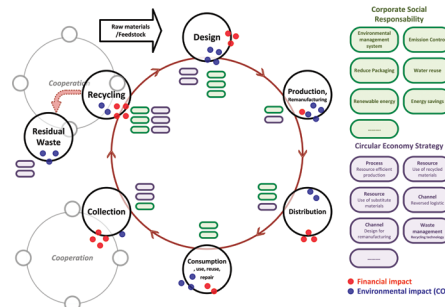 Raw materials
/Feedstock
Design
Cooperation
Recycling
Residual
Waste
Production,
Remanufacturing
Collection
Distribution
Cooperation
Consumption
, use, reuse,
repair
Corporate Social
Responsability
Environmental
management
system
Emission Control
Reduce Packaging
Water reuse
Renewable energy
Energy savings
........
Circular Economy Strategy
Process
Resource efficient
production
Resource
Use of recycled
materials
Resource
Use of substitute
materials
Channel
Reversed logistic
Channel
Design for
remanufacturing
Waste
management
Recycling technology
........
Financial impact
Environmental impact (CO